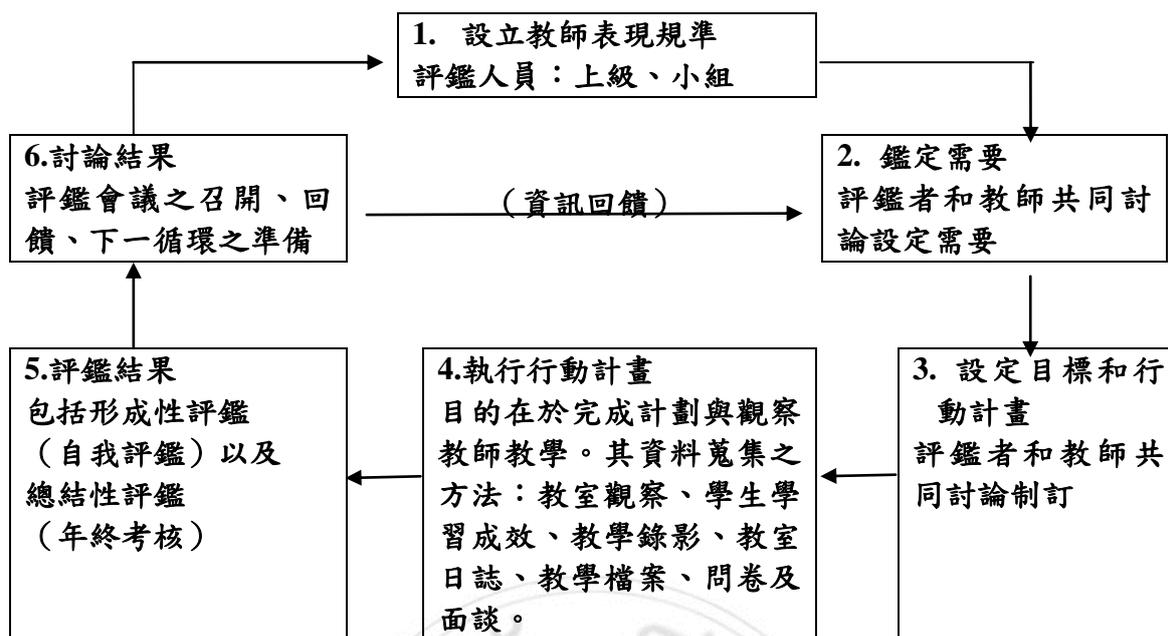 1. 設立教師表現規準
評鑑人員：上級、小組
6.討論結果
評鑑會議之召開、回
饋、下一循環之準備
（資訊回饋）
2. 鑑定需要
評鑑者和教師共同討
論設定需要
5.評鑑結果
包括形成性評鑑
（自我評鑑）以及
總結性評鑑
（年終考核）
4.執行行動計畫
目的在於完成計劃與觀察
教師教學。其資料蒐集之
方法：教室觀察、學生學
習成效、教學錄影、教室
日誌、教學檔案、問卷及
面談。
3. 設定目標和行
動計畫
評鑑者和教師共
同討論制訂